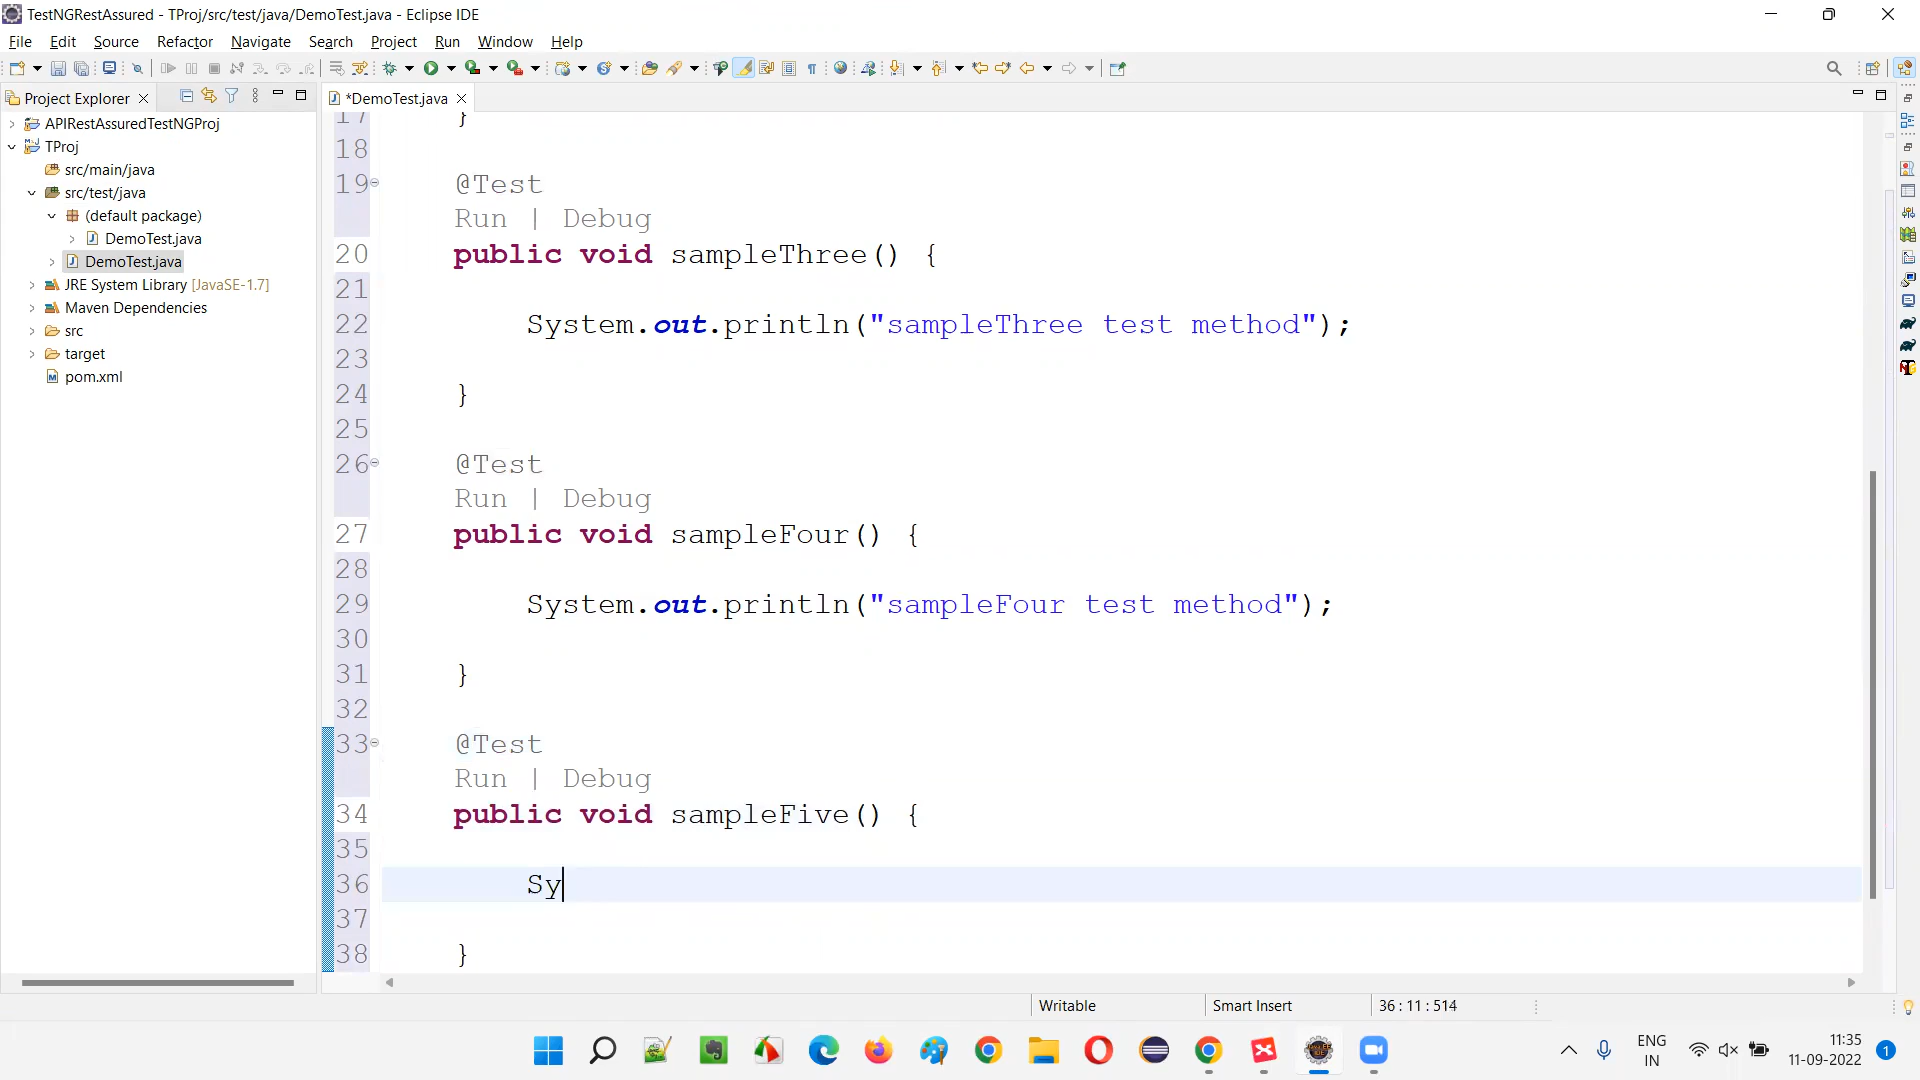 TestNGRestAssured - TProj/src/test/java/DemoTest.java - Eclipse IDE
File Edit Source Refactor Navigate Search Project Run Window Help
Project Explorer
*DemoTest.java
APIRestAssuredTestNGProj
TProj
src/main/java
src/test/java
(default package)
DemoTest.java
DemoTest.java
JRE System Library [JavaSE-1.7]
Maven Dependencies
src
target
pom.xml
17 }
18
19 @Test
Run | Debug
20 public void sampleThree() {
21
22 System.out.println("sampleThree test method");
23
24 }
25
26 @Test
Run | Debug
27 public void sampleFour() {
28
29 System.out.println("sampleFour test method");
30
31 }
32
33 @Test
Run | Debug
34 public void sampleFive() {
35
36 Sy
37
38 }
Writable Smart Insert 36 : 11 : 514
ENG
IN
11:35
11-09-2022
1